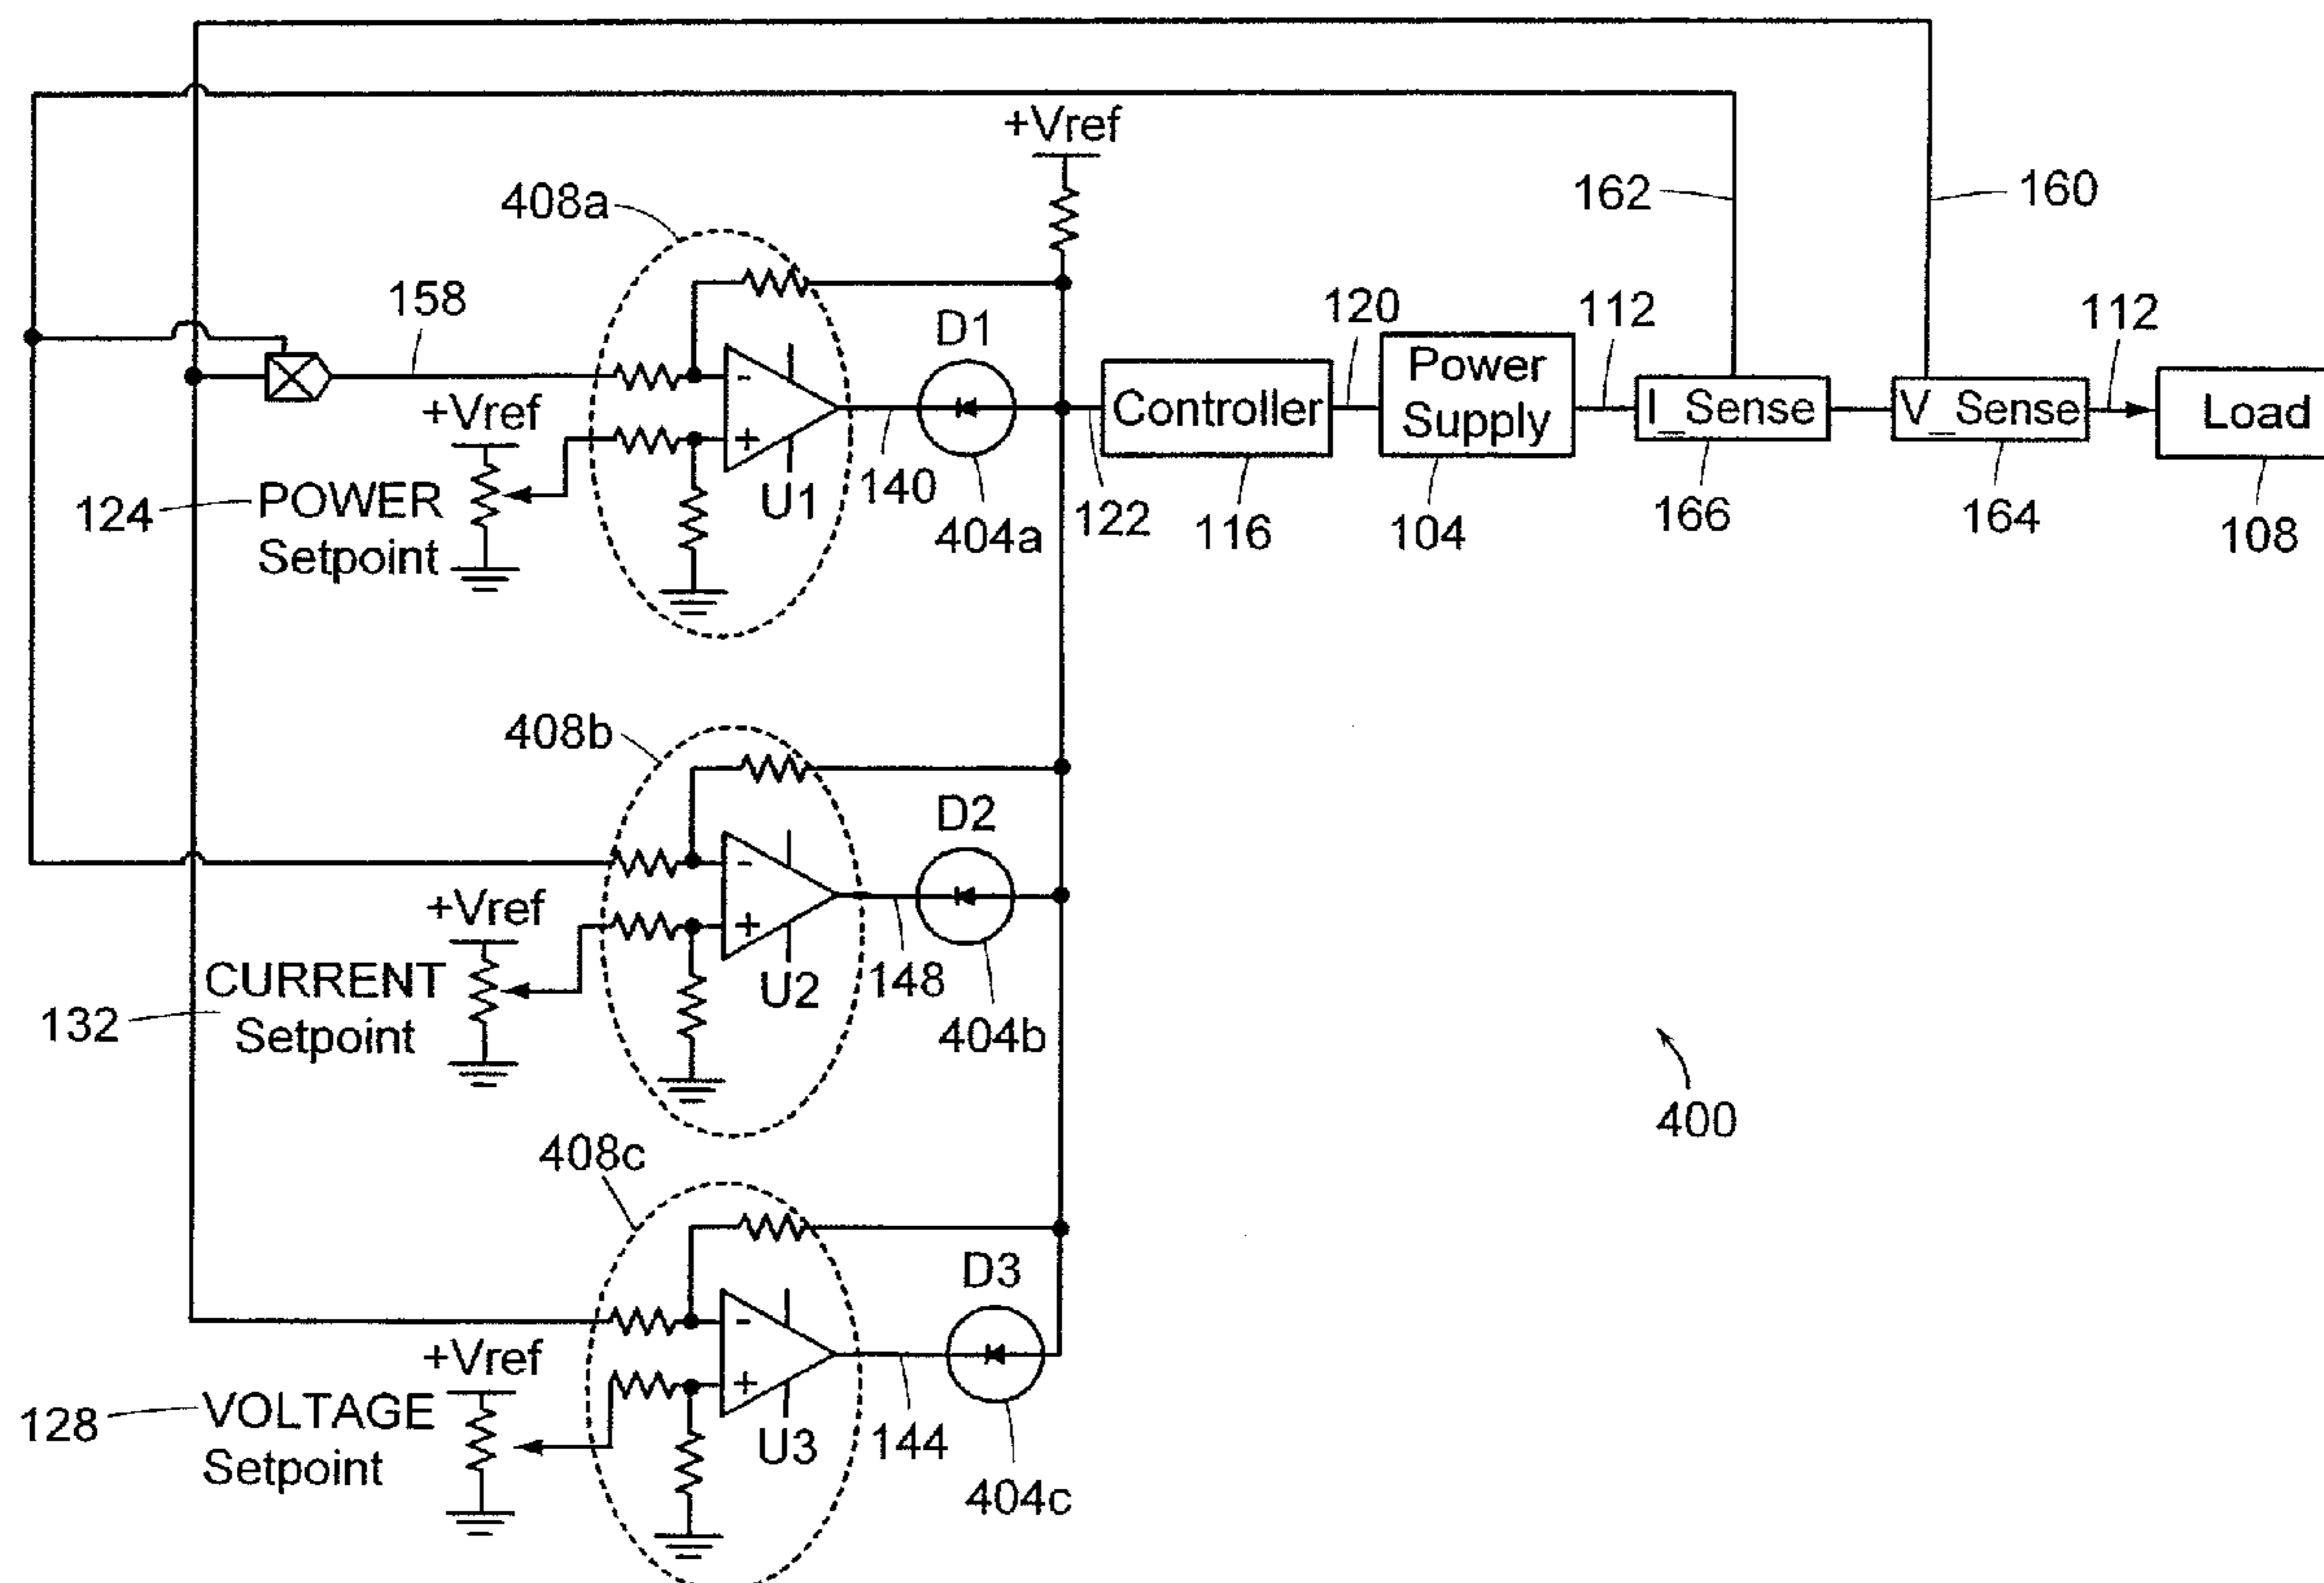 +Vref
408a
162
160
158
D1
120
112
112
+Vref
-
+
Controller
Power
Supply
I_Sense
V_Sense
Load
124
POWER
Setpoint
U1
140
404a
122
116
104
166
164
108
408b
D2
+Vref
-
+
132
CURRENT
Setpoint
U2
148
404b
400
408c
D3
+Vref
-
+
128
VOLTAGE
Setpoint
U3
144
404c